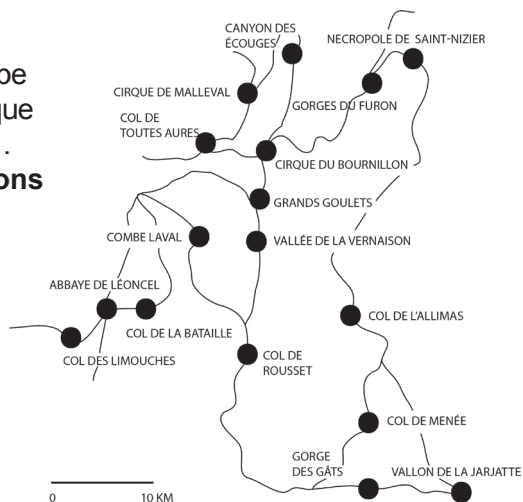 be
que
.
ons
CANYON DES
ÉCOUGES
NECROPOLE DE SAINT-NIZIER
CIRQUE DE MALLEVAL
GORGES DU FURON
COL DE
TOUTES AURES
CIRQUE DU BOURNILLON
GRANDS GOULETS
COMBE LAVAL
VALLÉE DE LA VERNAISON
ABBAYE DE LÉONCEL
COL DE LA BATAILLE
COL DE L'ALLIMAS
COL DES LIMOUCHES
COL DE
ROUSSET
COL DE MENÉE
GORGE
DES GÂTS
VALLON DE LA JARJATTE
0
10 KM